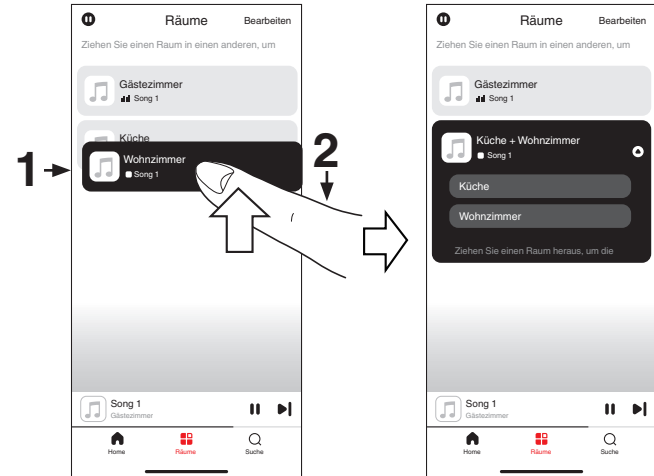 Räume
Bearbeiten
Ziehen Sie einen Raum in einen anderen, um
Gästezimmer
Song 1
Küche
Wohnzimmer
Song 1
1
2
Song 1
Gästezimmer
Home
Räume
Suche
Räume
Bearbeiten
Ziehen Sie einen Raum in einen anderen, um
Gästezimmer
Song 1
Küche + Wohnzimmer
Song 1
Küche
Wohnzimmer
Ziehen Sie einen Raum heraus, um die
Song 1
Gästezimmer
Home
Räume
Suche